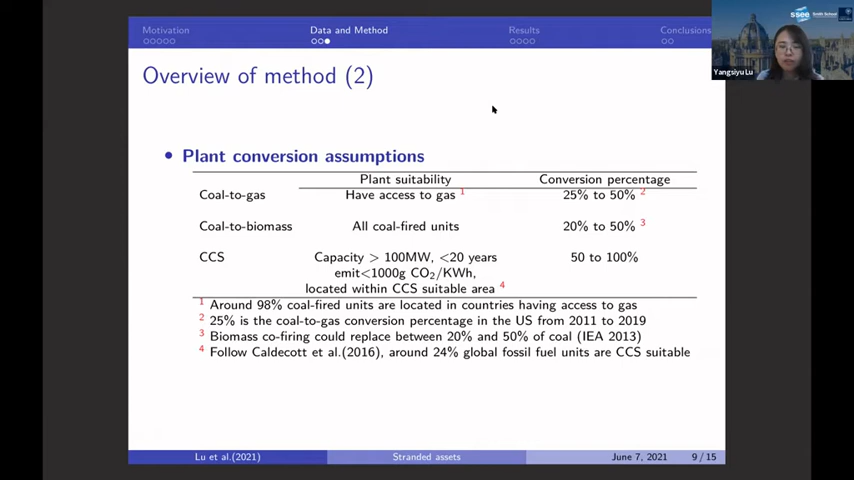 Motivation
Data and Method
Results
Conclusions
ssee Smith School
Yangsiyu Lu
Overview of method (2)
• Plant conversion assumptions
Plant suitability Conversion percentage
Coal-to-gas Have access to gas 1 25% to 50% 2
Coal-to-biomass All coal-fired units 20% to 50% 3
CCS Capacity > 100MW, <20 years 50 to 100%
emit<1000g CO2/KWh,
located within CCS suitable area 4
1 Around 98% coal-fired units are located in countries having access to gas
2 25% is the coal-to-gas conversion percentage in the US from 2011 to 2019
3 Biomass co-firing could replace between 20% and 50% of coal (IEA 2013)
4 Follow Caldecott et al.(2016), around 24% global fossil fuel units are CCS suitable
Lu et al.(2021) Stranded assets June 7, 2021 9 / 15